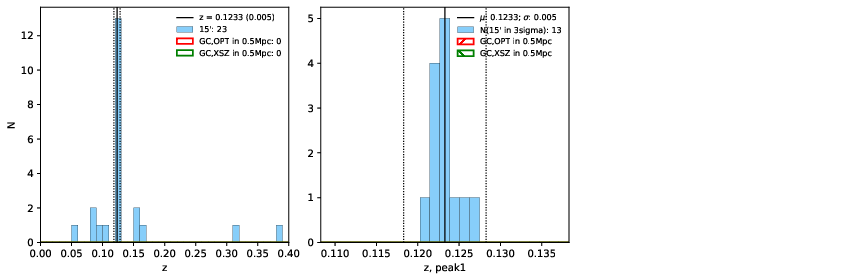 z = 0.1233 (0.005)
15': 23
GC,OPT in 0.5Mpc: 0
GC,XSZ in 0.5Mpc: 0
N
0
2
4
6
8
10
12
0.00 0.05 0.10 0.15 0.20 0.25 0.30 0.35 0.40
z
μ: 0.1233; σ: 0.005
N(15' in 3sigma): 13
GC,OPT in 0.5Mpc
GC,XSZ in 0.5Mpc
0
1
2
3
4
5
0.110 0.115 0.120 0.125 0.130 0.135
z, peak1